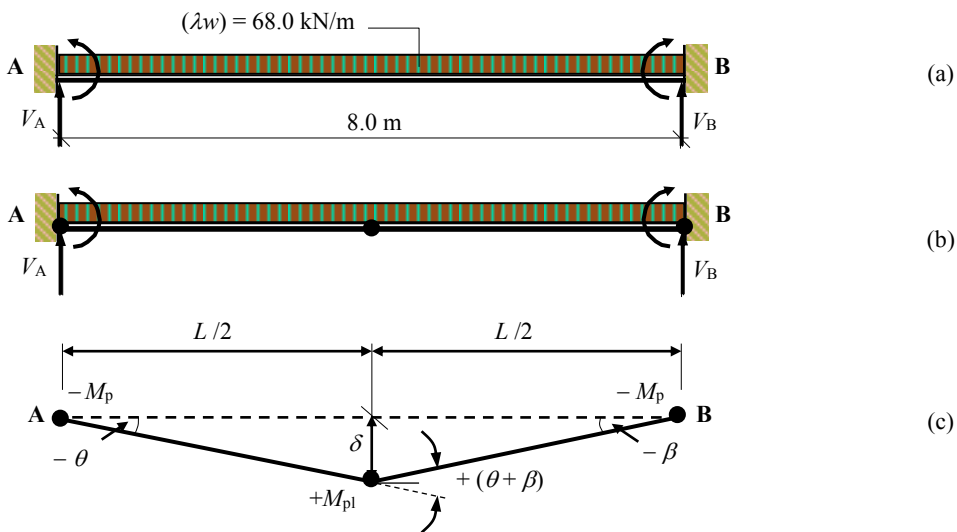 (λw) = 68.0 kN/m
A
B
(a)
V_A
V_B
8.0 m
A
B
(b)
V_A
V_B
L /2
L /2
– M_p
– M_p
A
B
(c)
– θ
δ
– β
+ (θ + β)
+M_pl